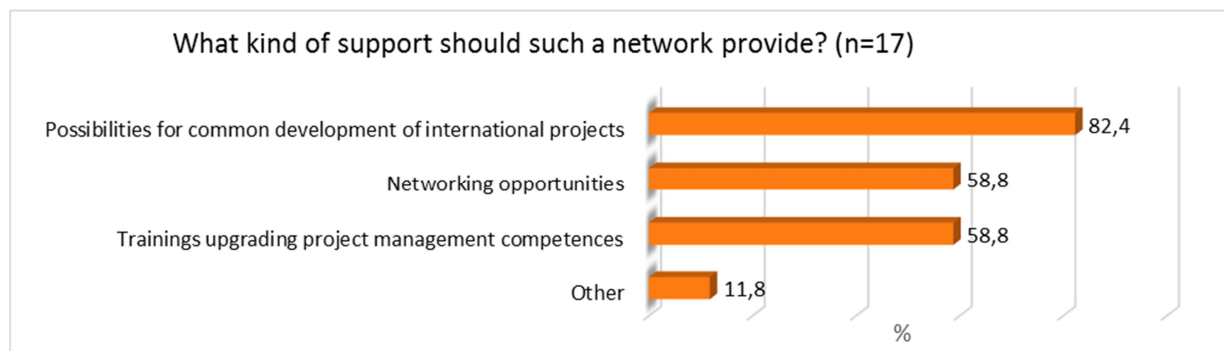 What kind of support should such a network provide? (n=17)
Possibilities for common development of international projects 82,4
Networking opportunities 58,8
Trainings upgrading project management competences 58,8
Other 11,8
%